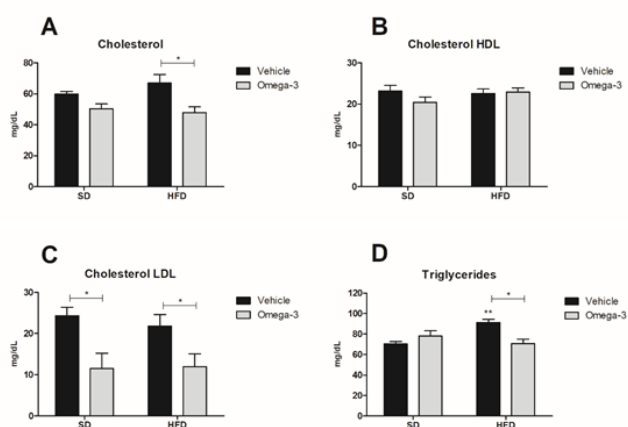 A
Cholesterol
*
Vehicle
Omega-3
80
60
40
20
0
mg/dL
SD
HFD
B
Cholesterol HDL
Vehicle
Omega-3
30
20
10
0
mg/dL
SD
HFD
C
Cholesterol LDL
*
*
Vehicle
Omega-3
30
20
10
0
mg/dL
SD
HFD
D
Triglycerides
*
**
Vehicle
Omega-3
120
100
80
60
40
20
0
mg/dL
SD
HFD